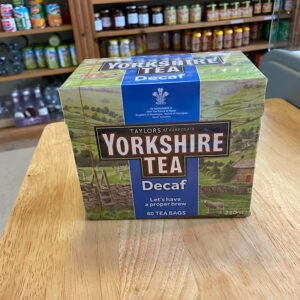 YORKSHIRE
TEA
Decaf
TAYLORS of HARROGATE
YORKSHIRE
TEA
Decaf
Let's have
a proper brew
80 TEA BAGS